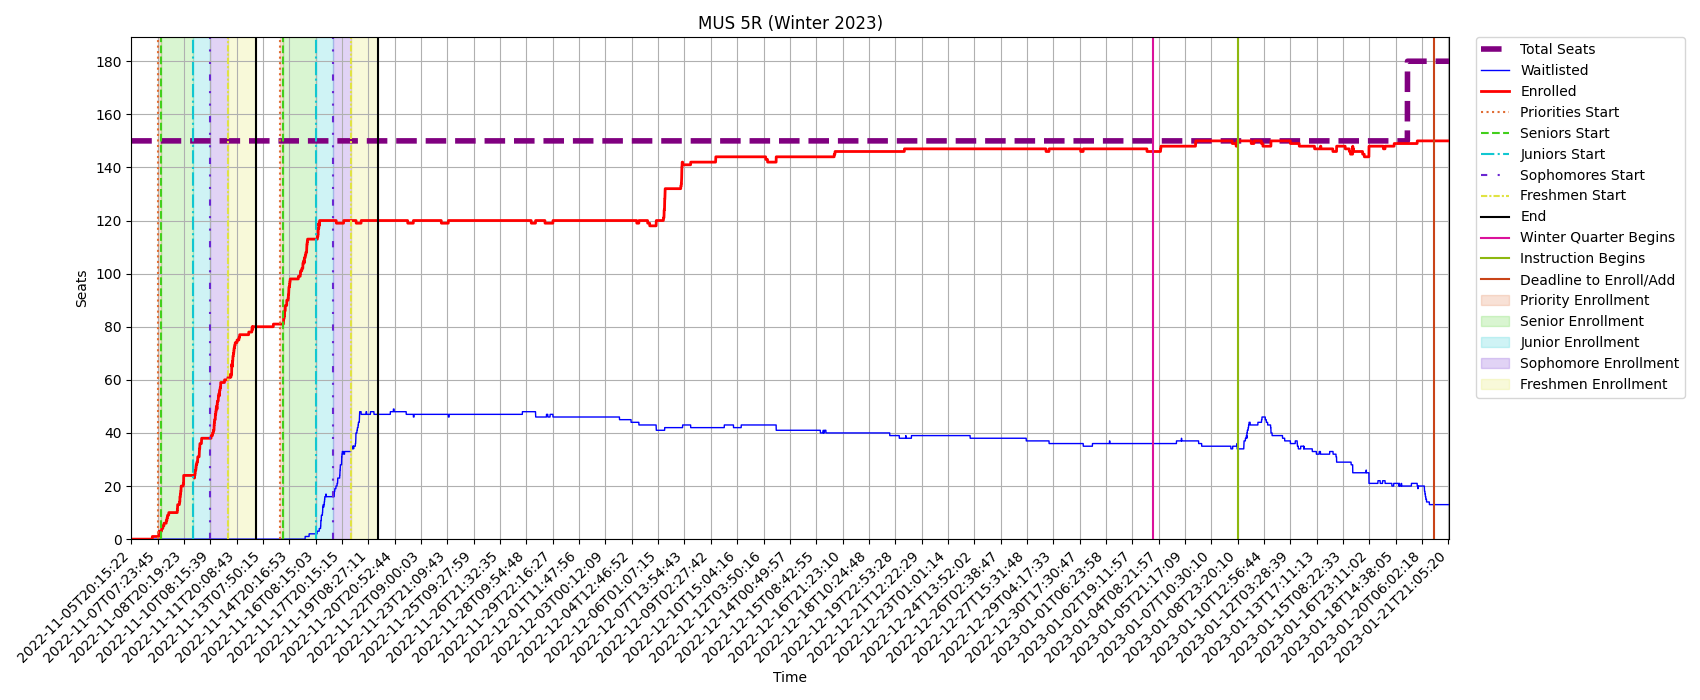 MUS 5R (Winter 2023)
Seats
180
160
140
120
100
80
60
40
20
0
2022-11-05T20:15:22
2022-11-07T07:23:45
2022-11-08T20:19:23
2022-11-10T08:15:39
2022-11-11T20:08:43
2022-11-13T07:50:15
2022-11-14T20:16:53
2022-11-16T08:15:03
2022-11-17T20:15:15
2022-11-19T08:27:11
2022-11-20T20:52:44
2022-11-22T09:00:03
2022-11-23T21:09:43
2022-11-25T09:27:59
2022-11-26T21:32:35
2022-11-28T09:54:48
2022-11-29T22:16:27
2022-12-01T11:47:56
2022-12-03T00:12:09
2022-12-04T12:46:52
2022-12-06T01:07:15
2022-12-07T13:54:43
2022-12-09T02:27:42
2022-12-10T15:04:16
2022-12-12T03:50:16
2022-12-14T00:49:57
2022-12-15T08:42:55
2022-12-16T21:23:10
2022-12-18T10:24:48
2022-12-19T22:53:28
2022-12-21T12:22:29
2022-12-23T01:01:14
2022-12-24T13:52:02
2022-12-26T02:38:47
2022-12-27T15:31:48
2022-12-29T04:17:33
2022-12-30T17:30:47
2023-01-01T06:23:58
2023-01-02T19:11:57
2023-01-04T08:21:57
2023-01-05T21:17:09
2023-01-07T10:30:10
2023-01-08T23:20:10
2023-01-10T12:56:44
2023-01-12T03:28:39
2023-01-13T17:11:13
2023-01-15T08:22:33
2023-01-16T23:11:02
2023-01-18T14:38:05
2023-01-20T06:02:18
2023-01-21T21:05:20
Time
Total Seats
Waitlisted
Enrolled
Priorities Start
Seniors Start
Juniors Start
Sophomores Start
Freshmen Start
End
Winter Quarter Begins
Instruction Begins
Deadline to Enroll/Add
Priority Enrollment
Senior Enrollment
Junior Enrollment
Sophomore Enrollment
Freshmen Enrollment